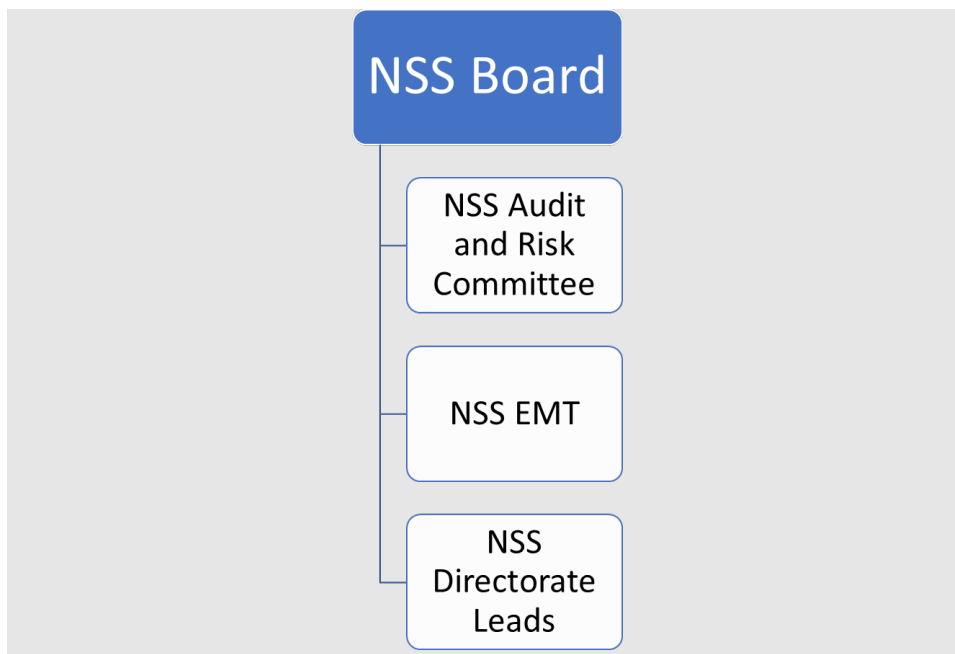 NSS Board
NSS Audit
and Risk
Committee
NSS EMT
NSS
Directorate
Leads